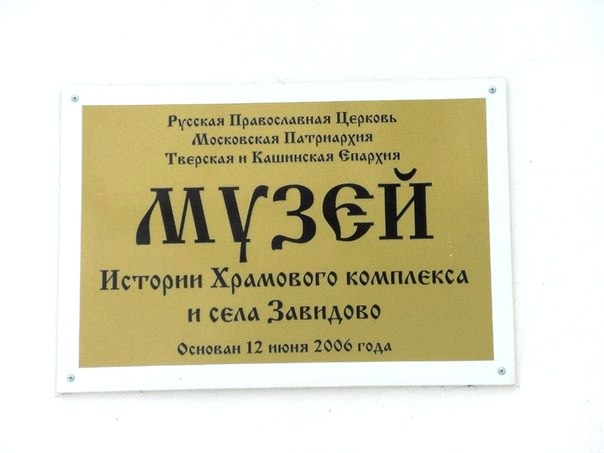 Русская Православная Церковь
Московская Патриархия
Тверская и Кашинская Епархия
МУЗЕЙ
Истории Храмового комплекса
и села Завидово
Основан 12 июня 2006 года